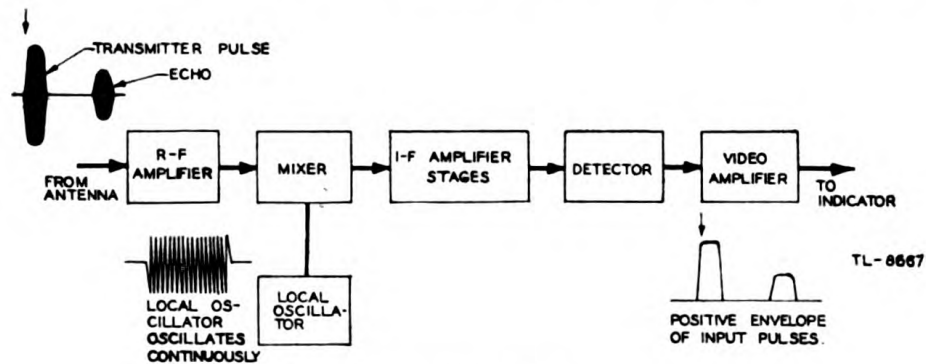 TRANSMITTER PULSE
ECHO
R-F
AMPLIFIER
MIXER
I-F AMPLIFIER
STAGES
DETECTOR
VIDEO
AMPLIFIER
FROM
ANTENNA
TO
INDICATOR
LOCAL OS-
CILLATOR
OSCILLATES
CONTINUOUSLY
LOCAL
OSCILLA-
TOR
POSITIVE ENVELOPE
OF INPUT PULSES.
TL-8667